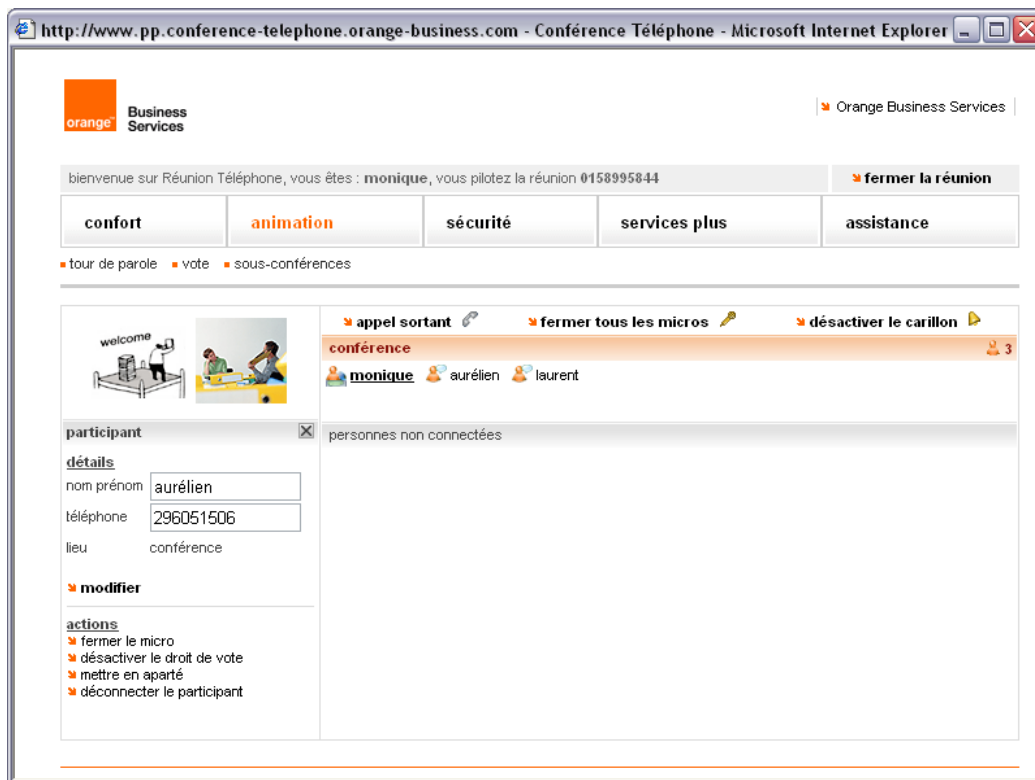 http://www.pp.conference-telephone.orange-business.com - Conférence Téléphone - Microsoft Internet Explorer
orange™
Business
Services
Orange Business Services
bienvenue sur Réunion Téléphone, vous êtes : monique, vous pilotez la réunion 0158995844
fermer la réunion
confort animation sécurité services plus assistance
tour de parole vote sous-conférences
appel sortant fermer tous les micros désactiver le carillon
welcome
conférence 3
monique aurélien laurent
participant
personnes non connectées
détails
nom prénom aurélien
téléphone 296051506
lieu conférence
modifier
actions
fermer le micro
désactiver le droit de vote
mettre en aparté
déconnecter le participant